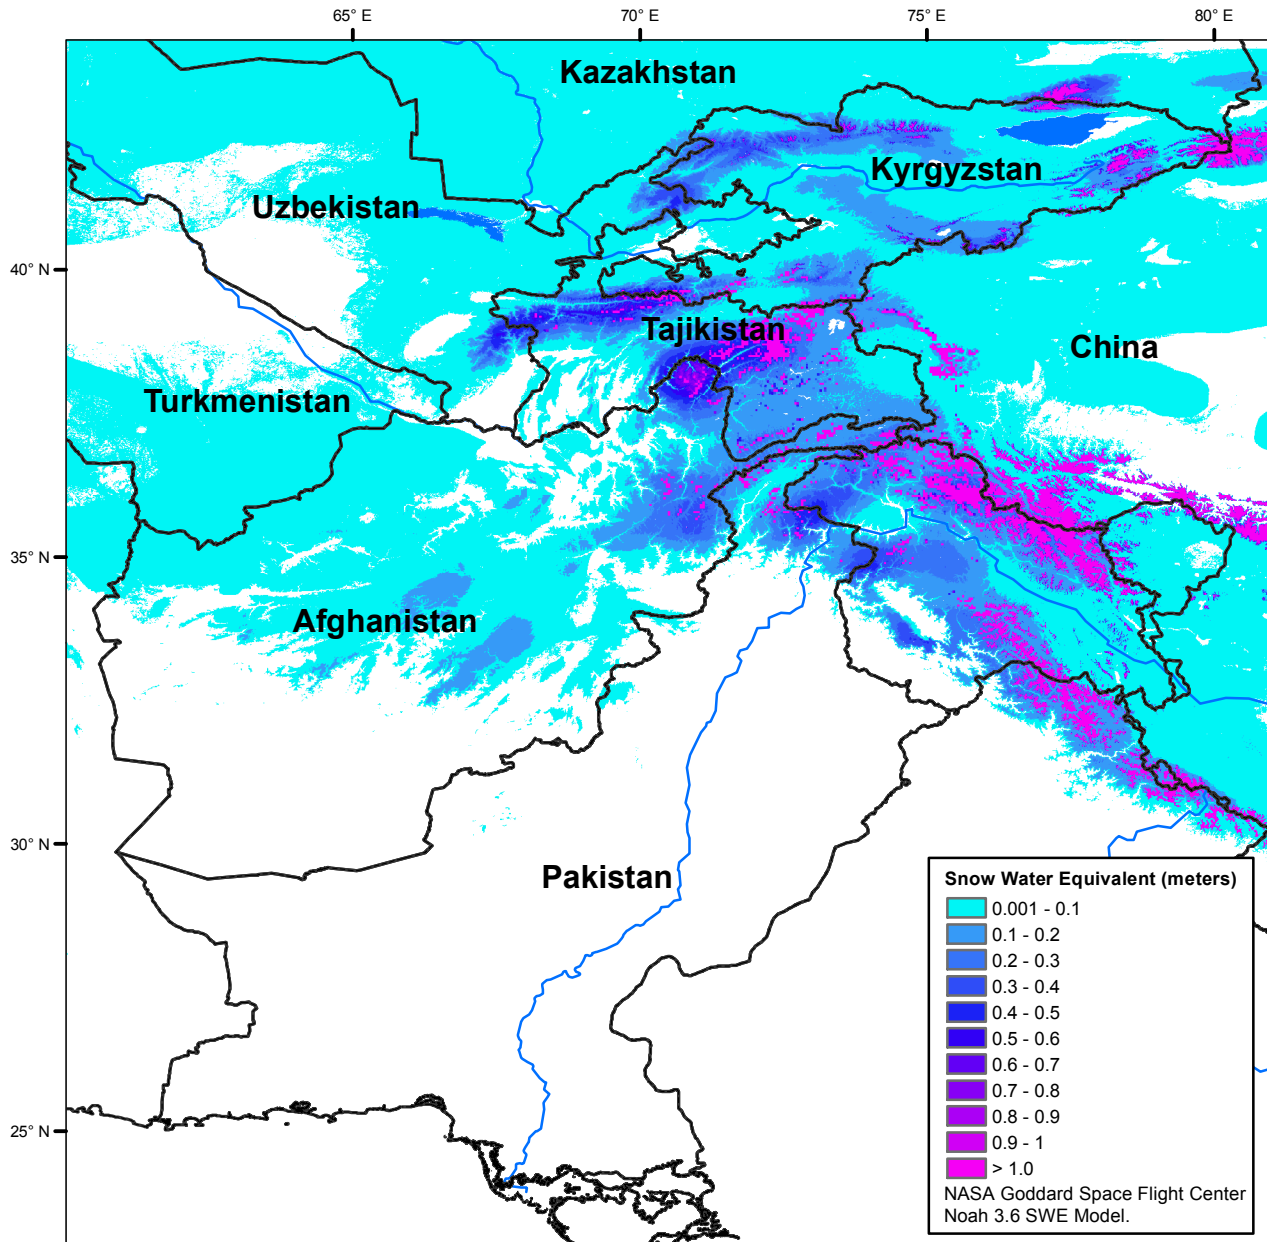 65° E
70° E
75° E
80° E
Kazakhstan
Kyrgyzstan
Uzbekistan
40° N
Tajikistan
China
Turkmenistan
35° N
Afghanistan
30° N
Pakistan
25° N
Snow Water Equivalent (meters)
0.001 - 0.1
0.1 - 0.2
0.2 - 0.3
0.3 - 0.4
0.4 - 0.5
0.5 - 0.6
0.6 - 0.7
0.7 - 0.8
0.8 - 0.9
0.9 - 1
> 1.0
NASA Goddard Space Flight Center
Noah 3.6 SWE Model.